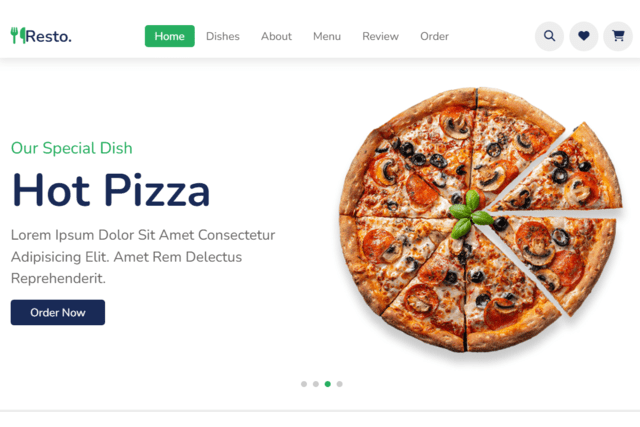 Resto.
Home Dishes About Menu Review Order
Our Special Dish
Hot Pizza
Lorem Ipsum Dolor Sit Amet Consectetur
Adipisicing Elit. Amet Rem Delectus
Reprehenderit.
Order Now